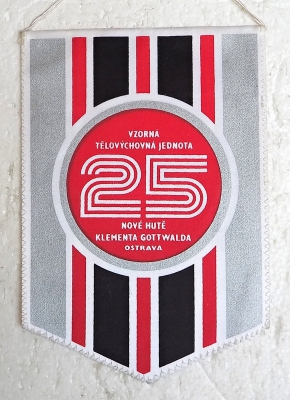 VZORNÁ
TĚLOVÝCHOVNÁ JEDNOTA
25
NOVÉ HUTĚ
KLEMENTA GOTTWALDA
OSTRAVA